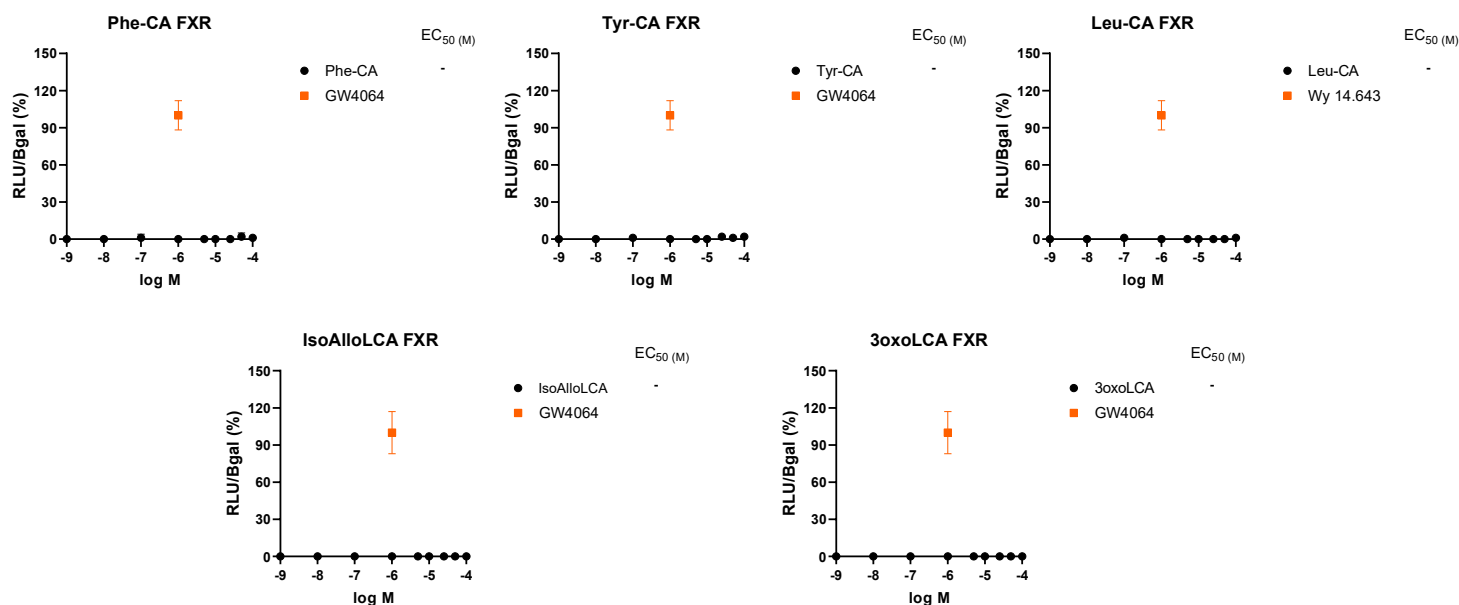 Phe-CA FXR
EC50 (M)
Phe-CA -
GW4064
RLU/Bgal (%)
150
120
90
60
30
0
-9 -8 -7 -6 -5 -4
log M
Tyr-CA FXR
EC50 (M)
Tyr-CA -
GW4064
RLU/Bgal (%)
150
120
90
60
30
0
-9 -8 -7 -6 -5 -4
log M
Leu-CA FXR
EC50 (M)
Leu-CA -
Wy 14.643
RLU/Bgal (%)
150
120
90
60
30
0
-9 -8 -7 -6 -5 -4
log M
IsoAlloLCA FXR
EC50 (M)
IsoAlloLCA -
GW4064
RLU/Bgal (%)
150
120
90
60
30
0
-9 -8 -7 -6 -5 -4
log M
3oxoLCA FXR
EC50 (M)
3oxoLCA -
GW4064
RLU/Bgal (%)
150
120
90
60
30
0
-9 -8 -7 -6 -5 -4
log M